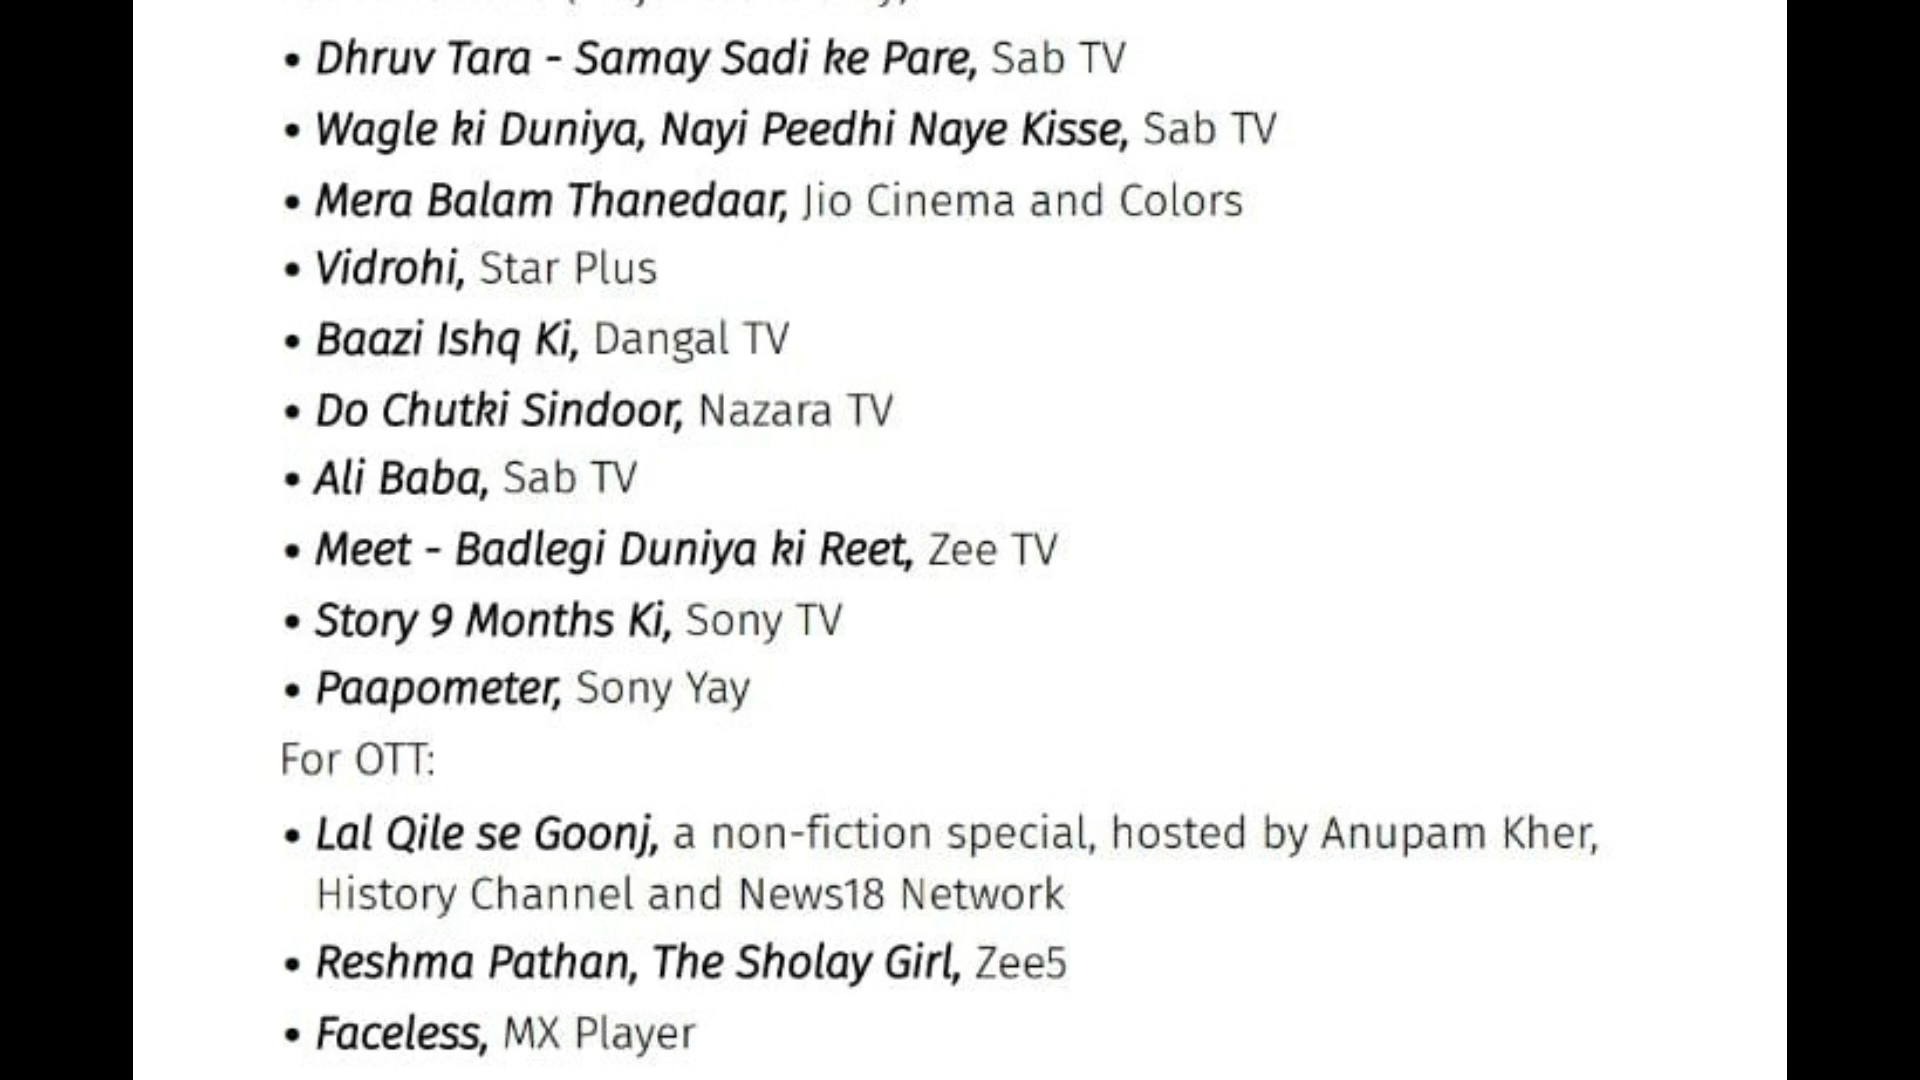 • Dhruv Tara - Samay Sadi ke Pare, Sab TV
• Wagle ki Duniya, Nayi Peedhi Naye Kisse, Sab TV
• Mera Balam Thanedaar, Jio Cinema and Colors
• Vidrohi, Star Plus
• Baazi Ishq Ki, Dangal TV
• Do Chutki Sindoor, Nazara TV
• Ali Baba, Sab TV
• Meet - Badlegi Duniya ki Reet, Zee TV
• Story 9 Months Ki, Sony TV
• Paapometer, Sony Yay
For OTT:
• Lal Qile se Goonj, a non-fiction special, hosted by Anupam Kher,
History Channel and News18 Network
• Reshma Pathan, The Sholay Girl, Zee5
• Faceless, MX Player